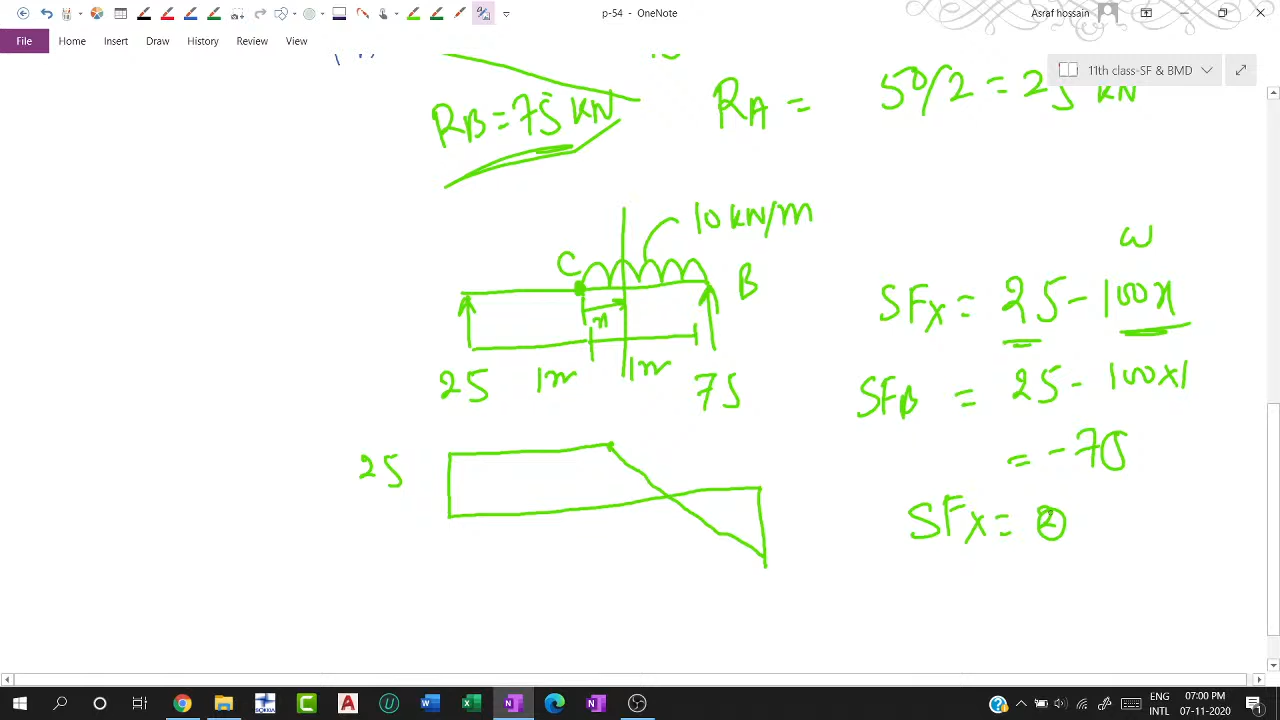 p-54 - OneNote
Asraf hossain
File Home Insert Draw History Review View
11th class-SF & BMD
RB = 75 KN
RA = 50/2 = 25 KN
10 KN/m
C
B
x
25 1m 1m 75
w
SFx = 25 - 100x
SFB = 25 - 100x1
= - 75
25
SFx =
ENG
INTL
07:00 PM
07-11-2020